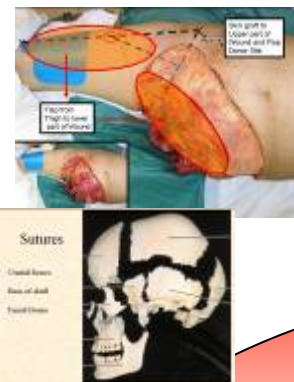 Skin graft to
Upper part of
Wound and Flap
Donor Site
Flap from
Thigh to lower
part of Wound
Sutures
Cranial bones
Base of skull
Facial bones